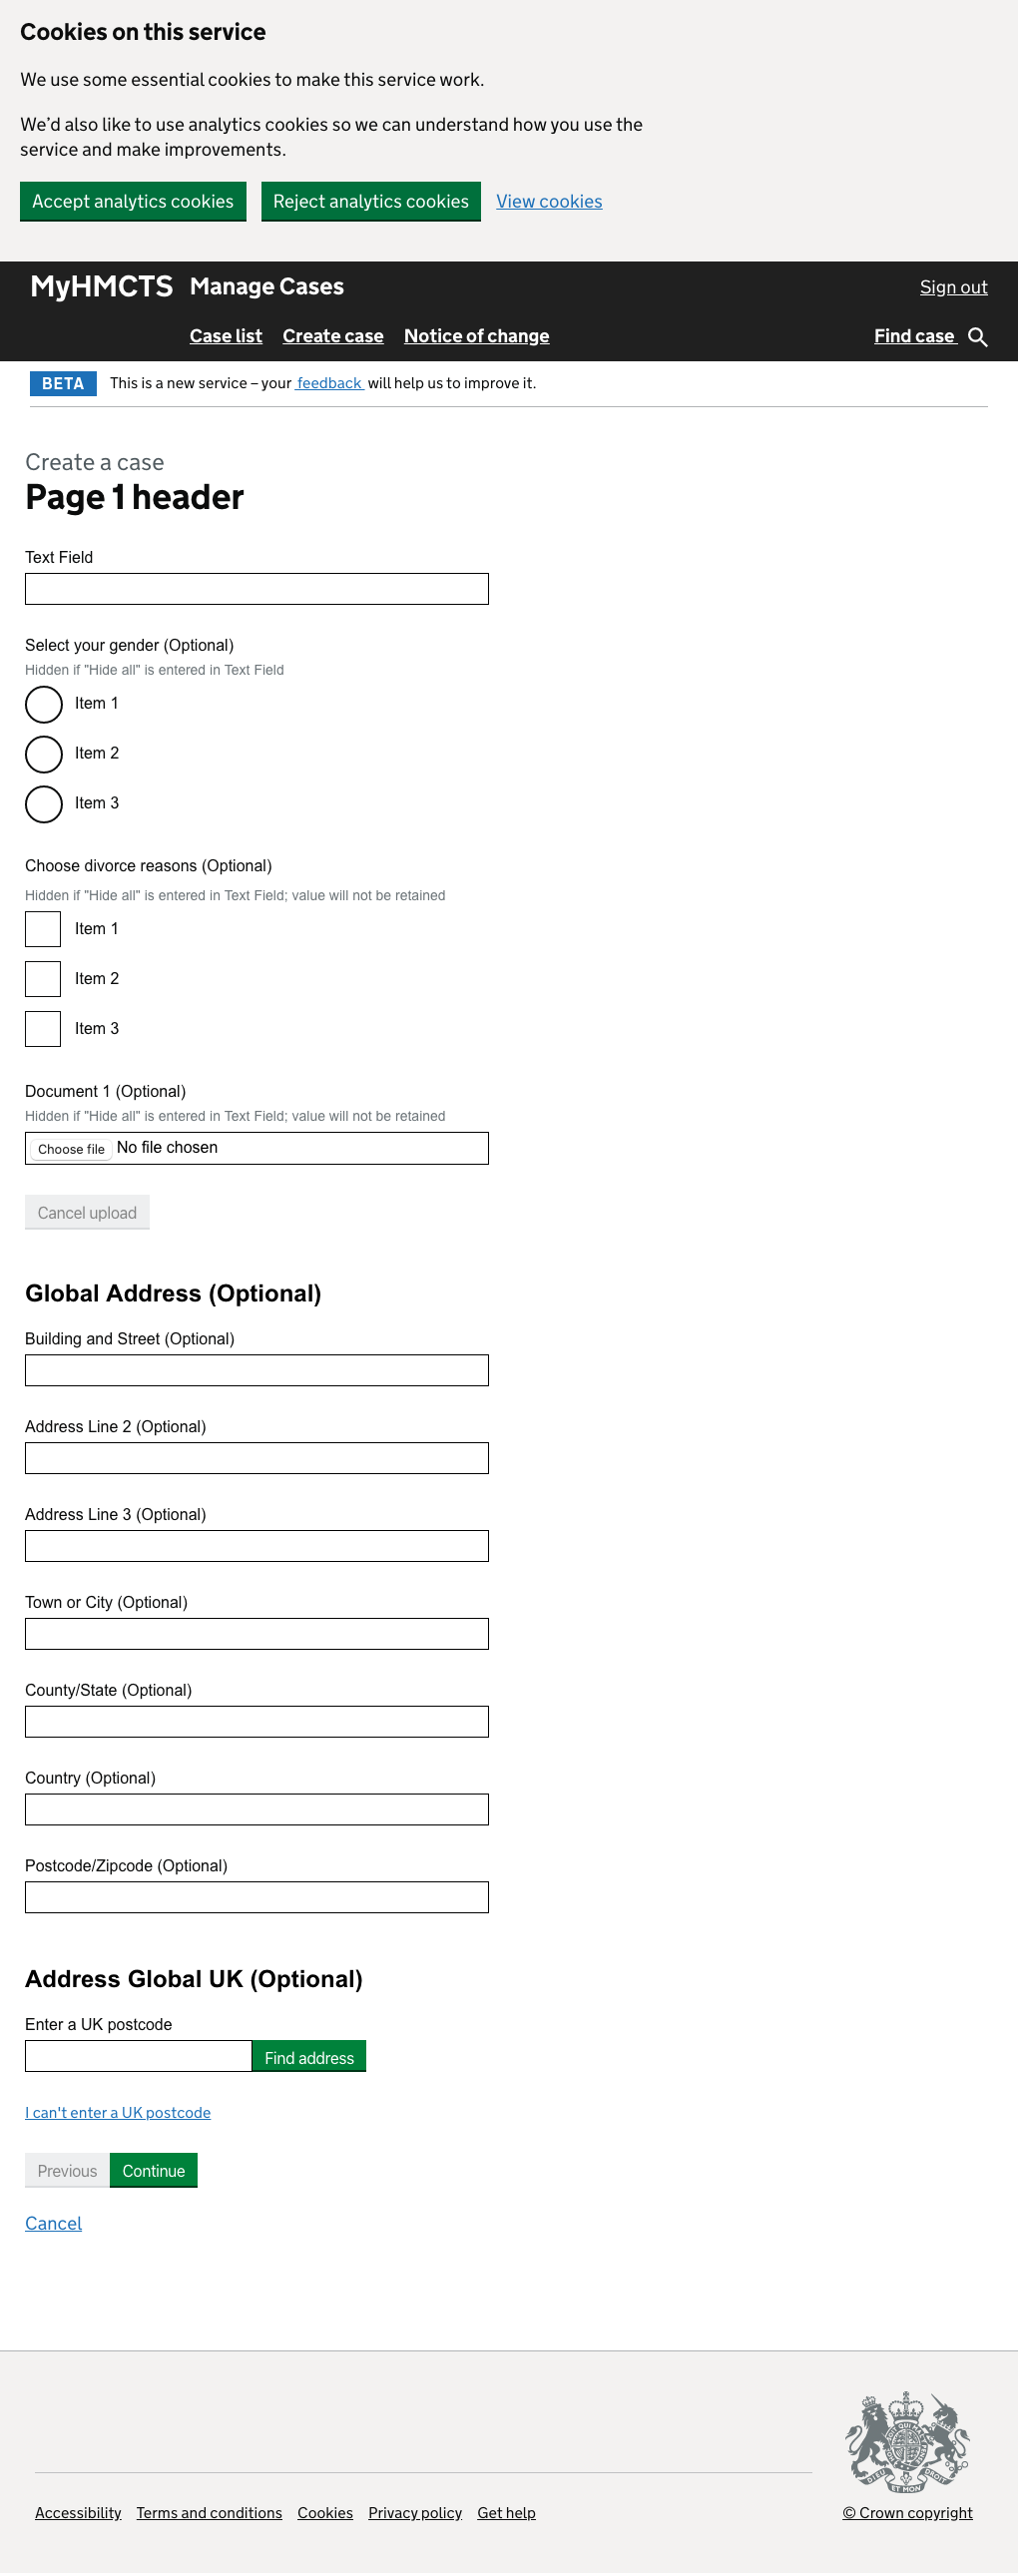 Cookies on this service
We use some essential cookies to make this service work.
We’d also like to use analytics cookies so we can understand how you use the
service and make improvements.
Accept analytics cookies Reject analytics cookies View cookies
MyHMCTS Manage Cases Sign out
Case list Create case Notice of change Find case
BETA This is a new service – your feedback will help us to improve it.
Create a case
Page 1 header
Text Field
Select your gender (Optional)
Hidden if "Hide all" is entered in Text Field
Item 1
Item 2
Item 3
Choose divorce reasons (Optional)
Hidden if "Hide all" is entered in Text Field; value will not be retained
Item 1
Item 2
Item 3
Document 1 (Optional)
Hidden if "Hide all" is entered in Text Field; value will not be retained
Choose file No file chosen
Cancel upload
Global Address (Optional)
Building and Street (Optional)
Address Line 2 (Optional)
Address Line 3 (Optional)
Town or City (Optional)
County/State (Optional)
Country (Optional)
Postcode/Zipcode (Optional)
Address Global UK (Optional)
Enter a UK postcode
Find address
I can't enter a UK postcode
Previous Continue
Cancel
DIEU ET MON DROIT
Accessibility Terms and conditions Cookies Privacy policy Get help © Crown copyright